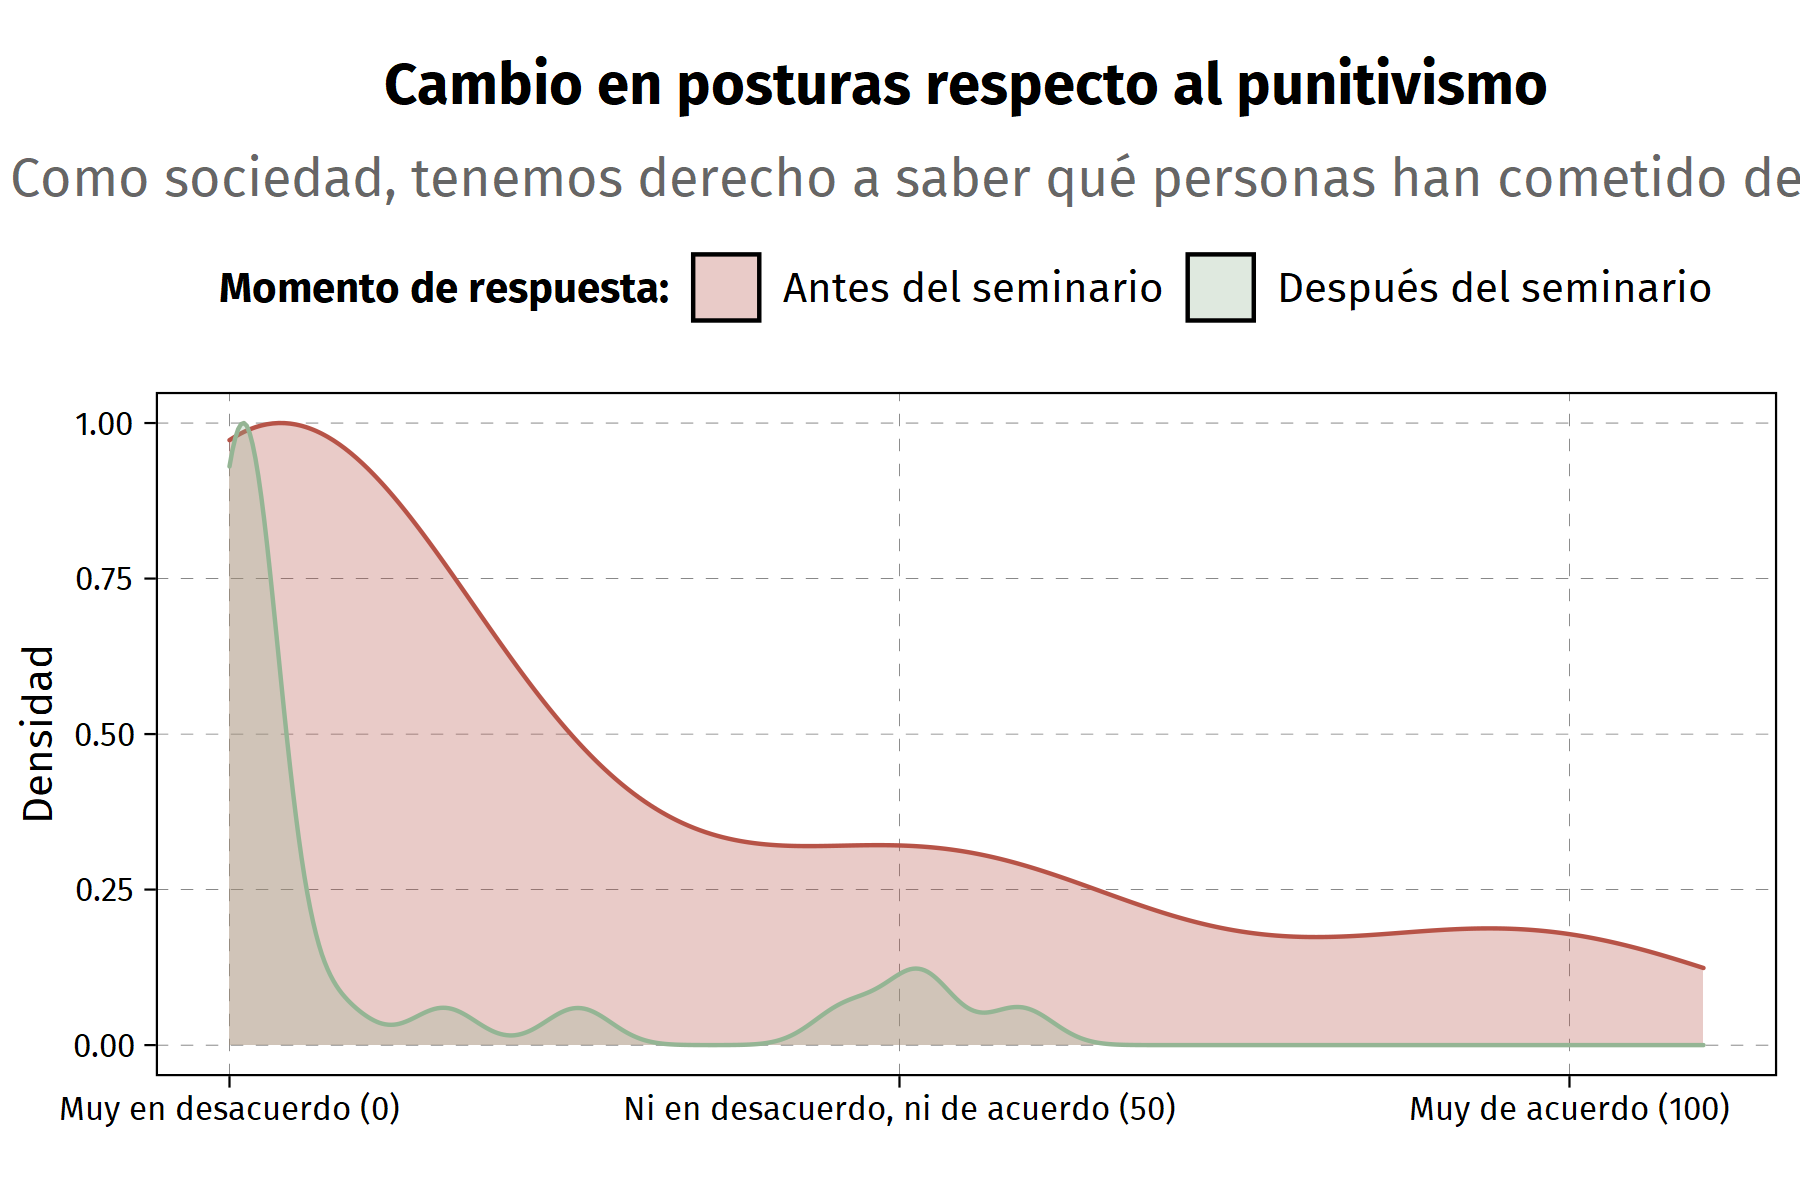 Cambio en posturas respecto al punitivismo
Como sociedad, tenemos derecho a saber qué personas han cometido de
Momento de respuesta: Antes del seminario Después del seminario
Densidad
1.00
0.75
0.50
0.25
0.00
Muy en desacuerdo (0) Ni en desacuerdo, ni de acuerdo (50) Muy de acuerdo (100)